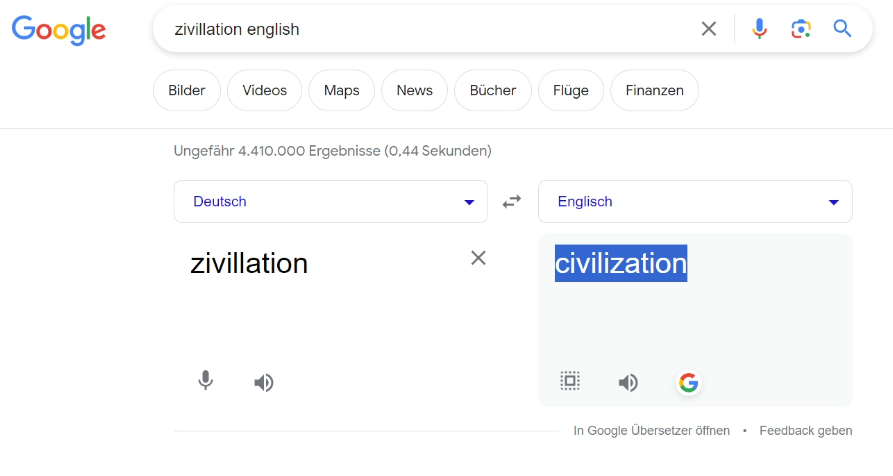 Google
zivillation english
Bilder Videos Maps News Bücher Flüge Finanzen
Ungefähr 4.410.000 Ergebnisse (0,44 Sekunden)
Deutsch Englisch
zivillation civilization
In Google Übersetzer öffnen • Feedback geben